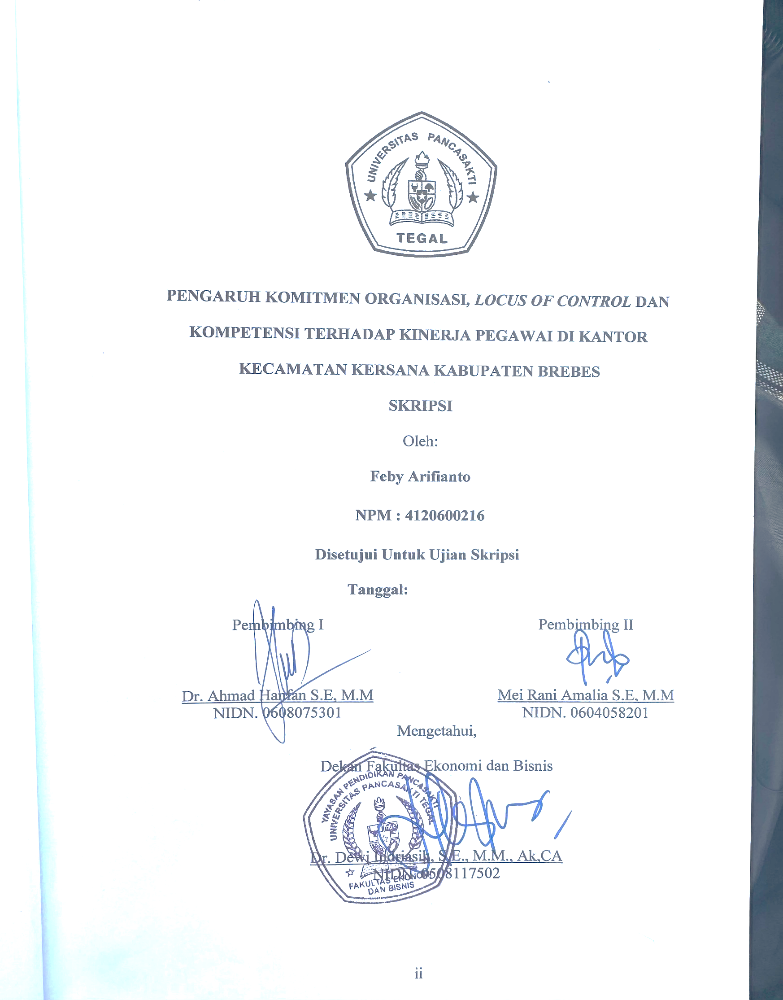 UNIVERSITAS PANCASAKTI
TEGAL
PENGARUH KOMITMEN ORGANISASI, LOCUS OF CONTROL DAN
KOMPETENSI TERHADAP KINERJA PEGAWAI DI KANTOR
KECAMATAN KERSANA KABUPATEN BREBES
SKRIPSI
Oleh:
Feby Arifianto
NPM : 4120600216
Disetujui Untuk Ujian Skripsi
Tanggal:
Pembimbing I
Pembimbing II
Dr. Ahmad Hanfan S.E, M.M
NIDN. 0608075301
Mei Rani Amalia S.E, M.M
NIDN. 0604058201
Mengetahui,
Dekan Fakultas Ekonomi dan Bisnis
YAYASAN PENDIDIKAN PANCASAKTI
UNIVERSITAS PANCASAKTI TEGAL
Dr. Dewi Indriasih, S.E., M.M., Ak,CA
NIDN. 0508117502
FAKULTAS EKONOMI
DAN BISNIS
ii